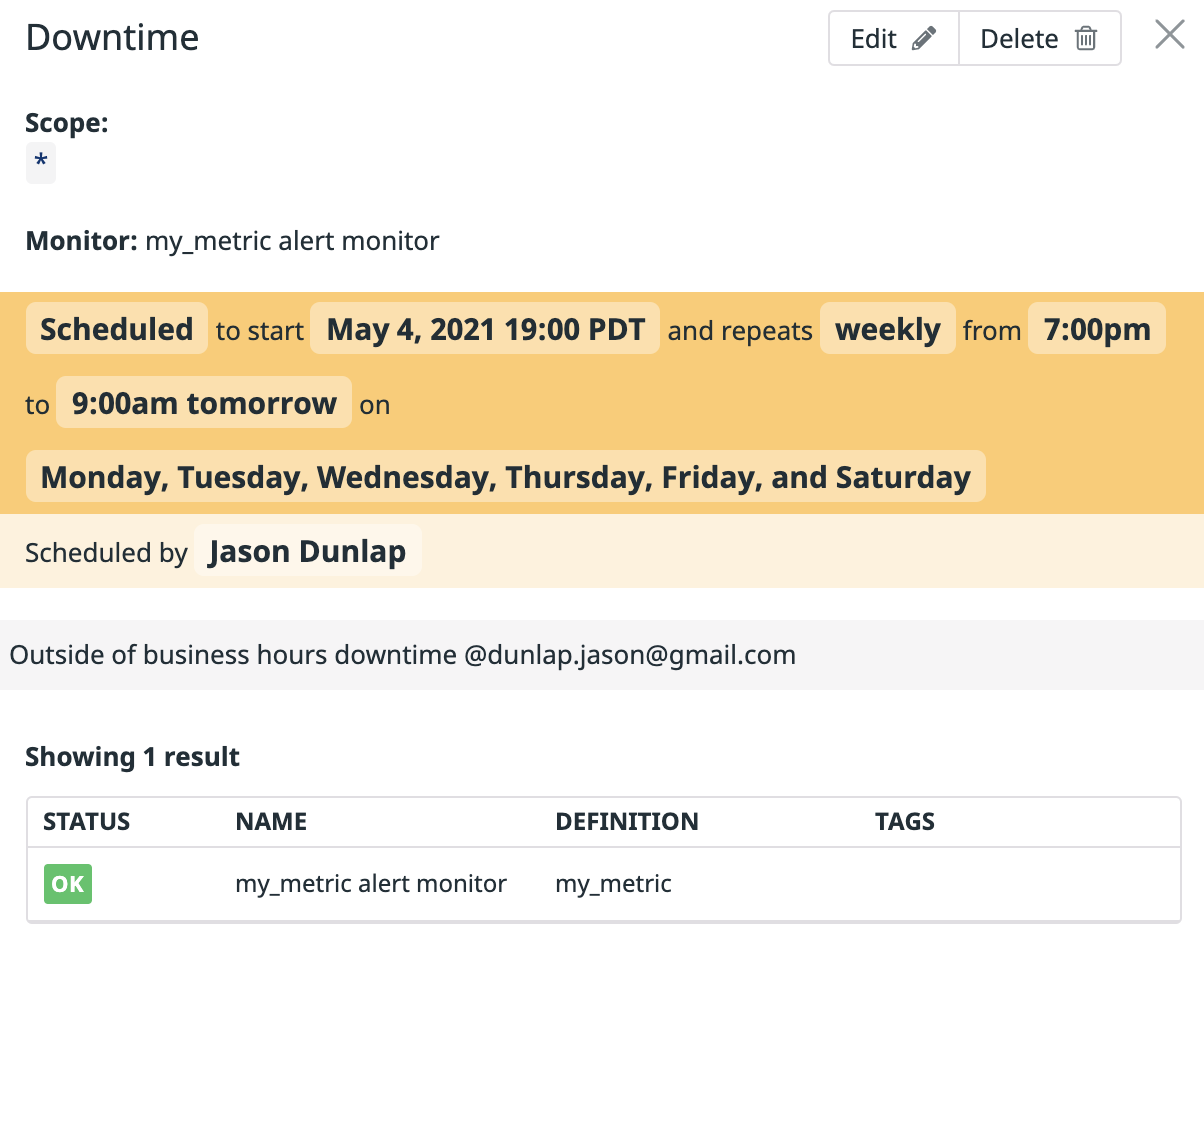 Downtime
Edit
Delete
Scope:
*
Monitor: my_metric alert monitor
Scheduled to start May 4, 2021 19:00 PDT and repeats weekly from 7:00pm
to 9:00am tomorrow on
Monday, Tuesday, Wednesday, Thursday, Friday, and Saturday
Scheduled by Jason Dunlap
Outside of business hours downtime @dunlap.jason@gmail.com
Showing 1 result
STATUS NAME DEFINITION TAGS
OK my_metric alert monitor my_metric